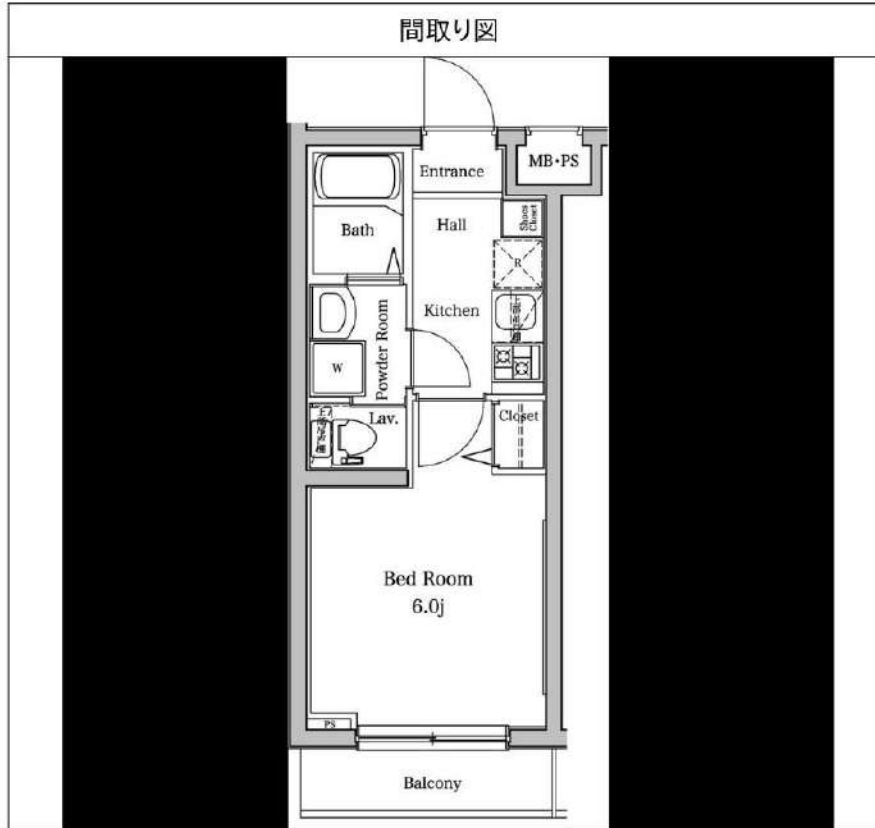 間取り図
MB・PS
Entrance
Shoes
Closet
Bath
Hall
R
Kitchen
Powder Room
W
Lav.
Closet
Bed Room
6.0j
PS
Balcony